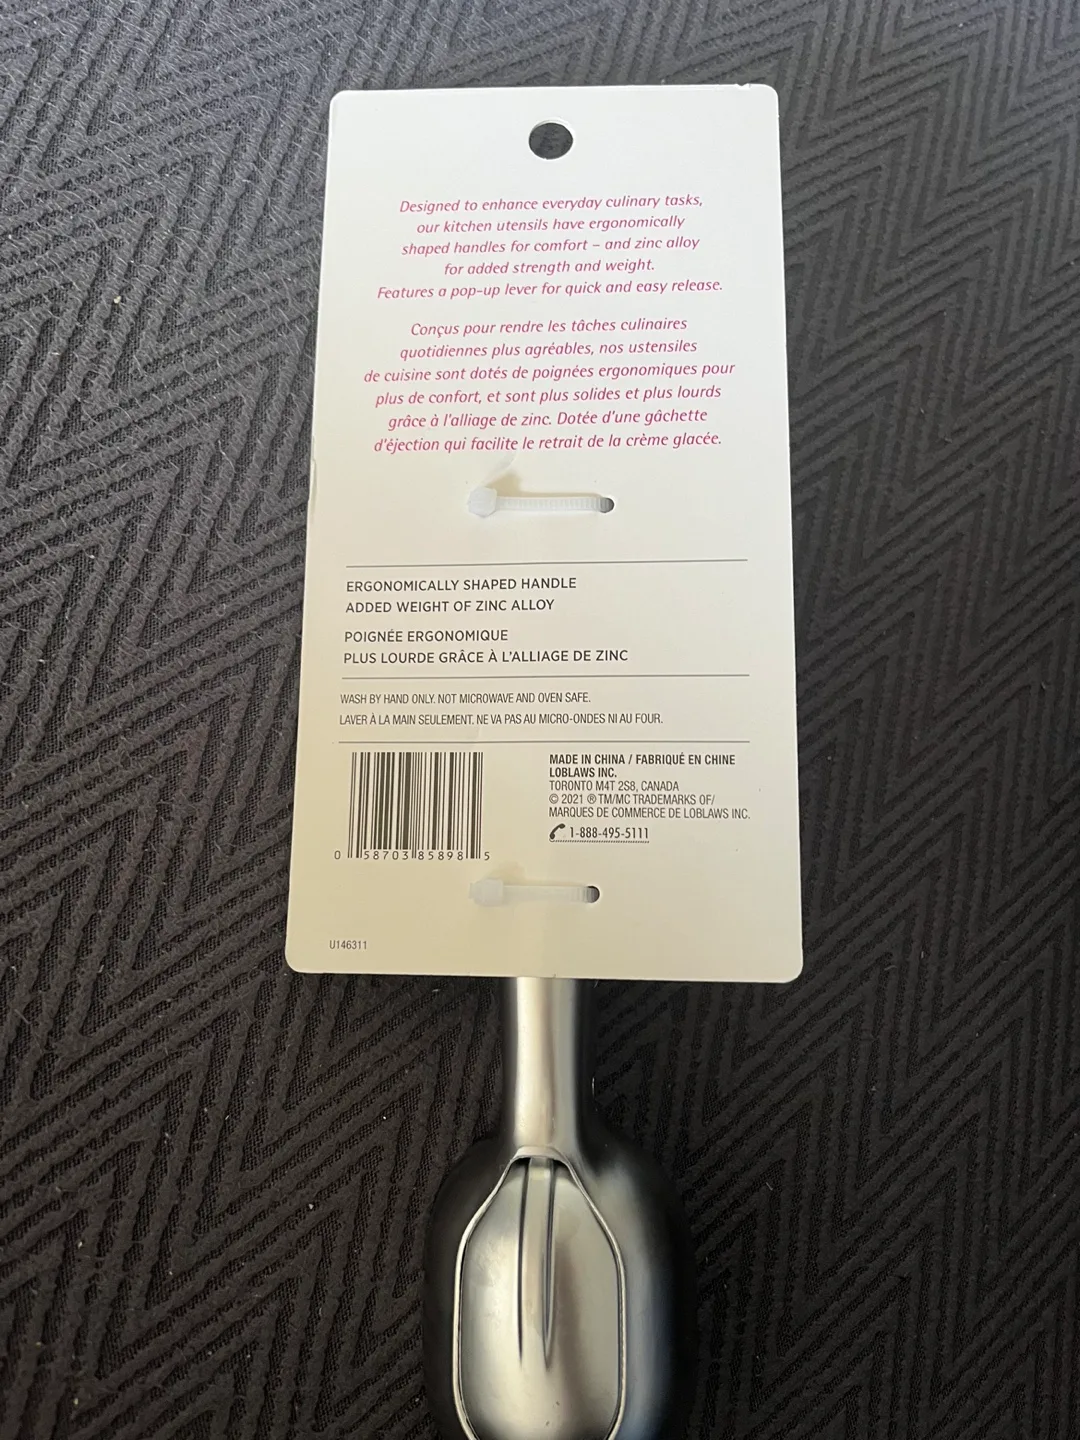 Designed to enhance everyday culinary tasks,
our kitchen utensils have ergonomically
shaped handles for comfort – and zinc alloy
for added strength and weight.
Features a pop-up lever for quick and easy release.
Conçus pour rendre les tâches culinaires
quotidiennes plus agréables, nos ustensiles
de cuisine sont dotés de poignées ergonomiques pour
plus de confort, et sont plus solides et plus lourds
grâce à l'alliage de zinc. Dotée d'une gâchette
d'éjection qui facilite le retrait de la crème glacée.
ERGONOMICALLY SHAPED HANDLE
ADDED WEIGHT OF ZINC ALLOY
POIGNÉE ERGONOMIQUE
PLUS LOURDE GRÂCE À L'ALLIAGE DE ZINC
WASH BY HAND ONLY. NOT MICROWAVE AND OVEN SAFE.
LAVER À LA MAIN SEULEMENT. NE VA PAS AU MICRO-ONDES NI AU FOUR.
0 58703 85898 5
MADE IN CHINA / FABRIQUÉ EN CHINE
LOBLAWS INC.
TORONTO M4T 2S8, CANADA
© 2021 ® TM/MC TRADEMARKS OF/
MARQUES DE COMMERCE DE LOBLAWS INC.
1-888-495-5111
U146311